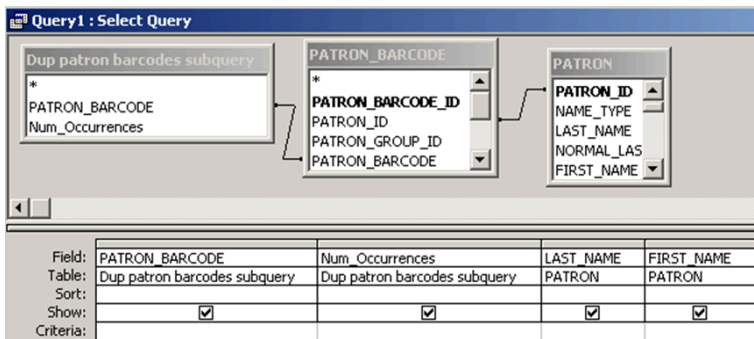 Query1 : Select Query
Dup patron barcodes subquery
*
PATRON_BARCODE
Num_Occurrences
PATRON_BARCODE
*
PATRON_BARCODE_ID
PATRON_ID
PATRON_GROUP_ID
PATRON_BARCODE
PATRON
PATRON_ID
NAME_TYPE
LAST_NAME
NORMAL_LAS
FIRST_NAME
Field: PATRON_BARCODE Num_Occurrences LAST_NAME FIRST_NAME
Table: Dup patron barcodes subquery Dup patron barcodes subquery PATRON PATRON
Sort:
Show:
Criteria: